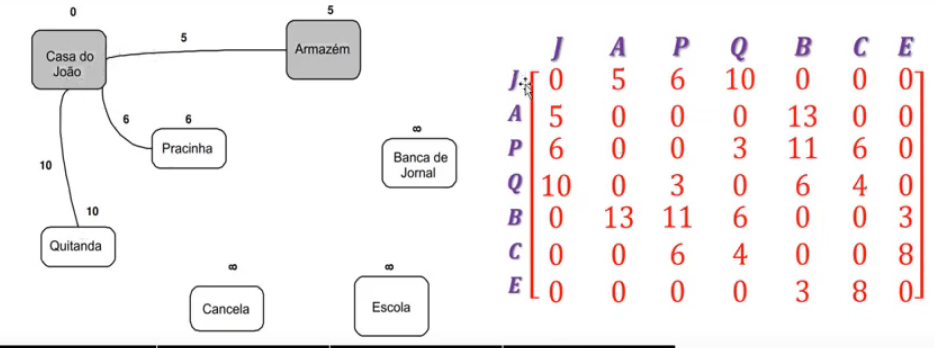 0
5
5
Casa do
João
Armazém
6
6
Pracinha
∞
Banca de
Jornal
10
10
Quitanda
∞
Cancela
∞
Escola
J A P Q B C E
J 0 5 6 10 0 0 0
A 5 0 0 0 13 0 0
P 6 0 0 3 11 6 0
Q 10 0 3 0 6 4 0
B 0 13 11 6 0 0 3
C 0 0 6 4 0 0 8
E 0 0 0 0 3 8 0